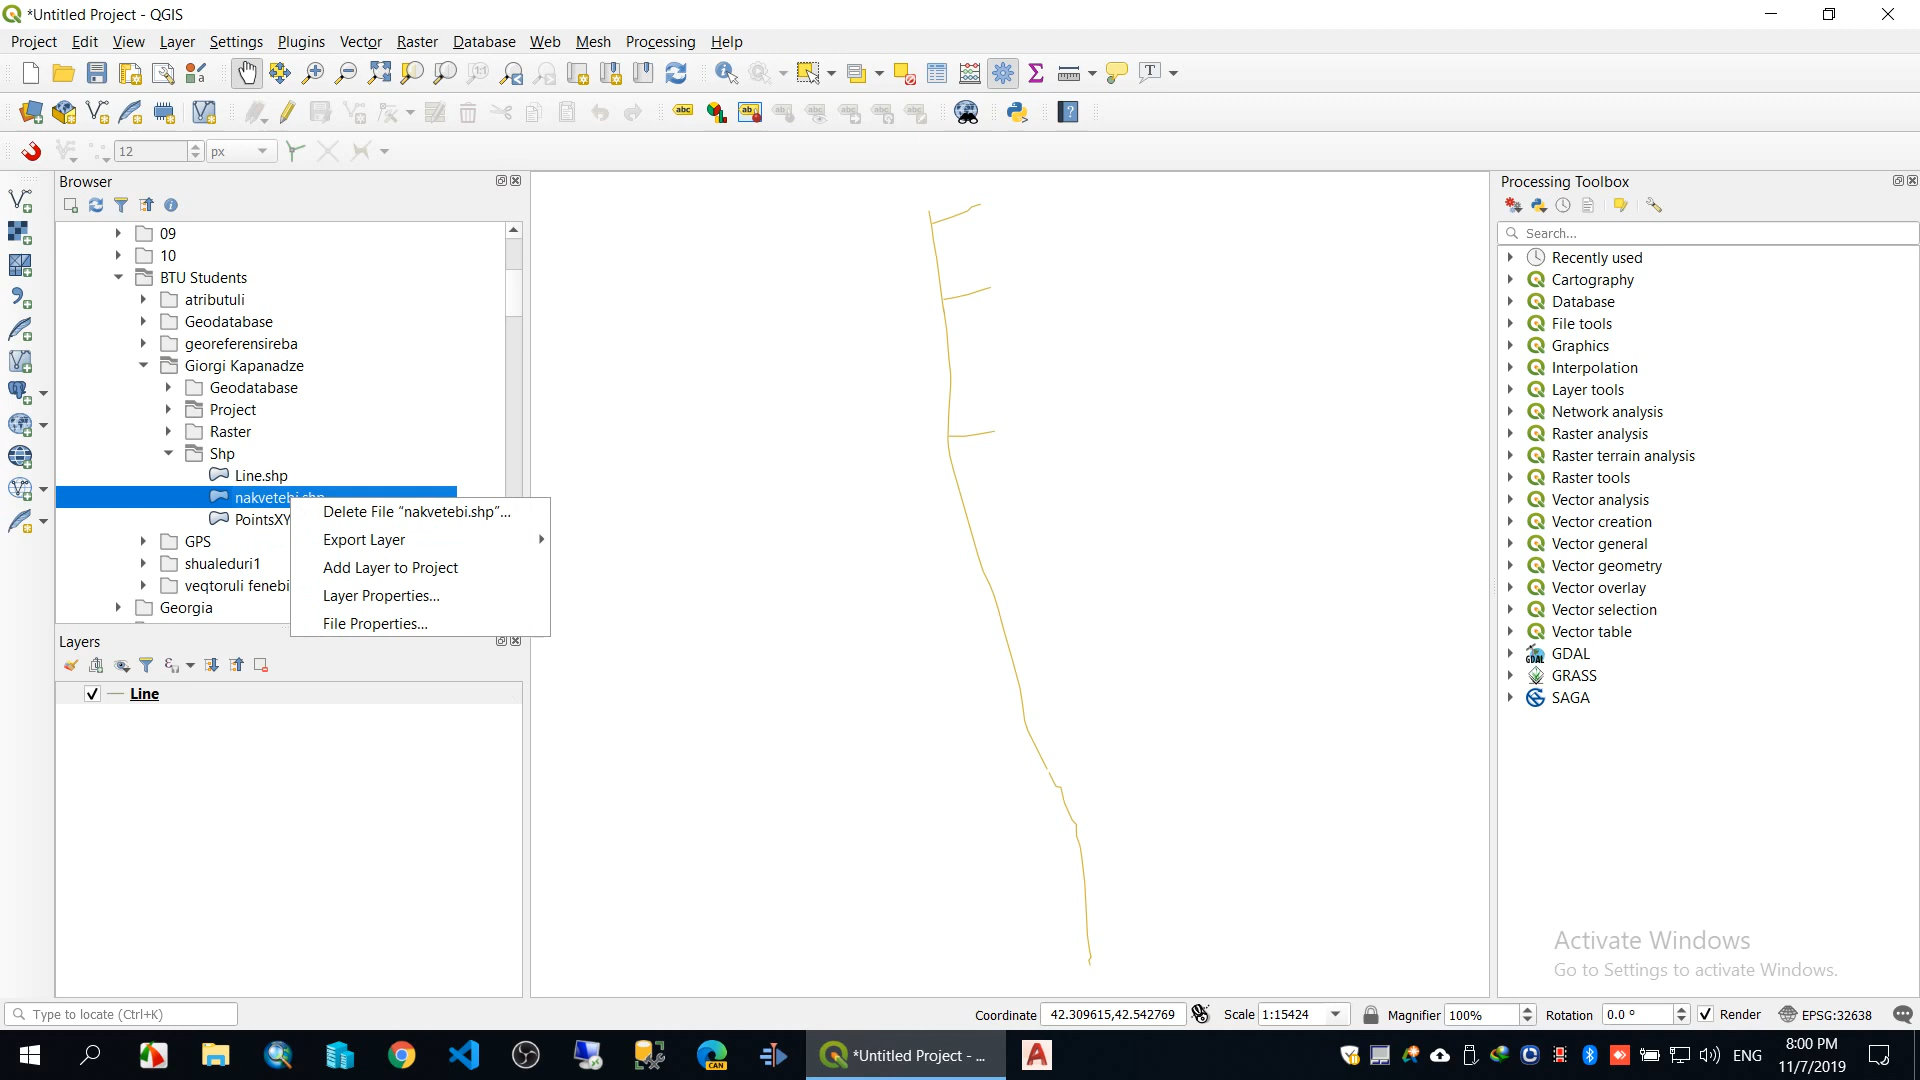 *Untitled Project - QGIS
Project Edit View Layer Settings Plugins Vector Raster Database Web Mesh Processing Help
12 px
Browser
09
10
BTU Students
atributuli
Geodatabase
georeferensireba
Giorgi Kapanadze
Geodatabase
Project
Raster
Shp
Line.shp
nakvetebi.shp
PointsXY
GPS
shualeduri1
veqtoruli fenebi
Georgia
Delete File "nakvetebi.shp"...
Export Layer
Add Layer to Project
Layer Properties...
File Properties...
Layers
Line
Processing Toolbox
Search...
Recently used
Cartography
Database
File tools
Graphics
Interpolation
Layer tools
Network analysis
Raster analysis
Raster terrain analysis
Raster tools
Vector analysis
Vector creation
Vector general
Vector geometry
Vector overlay
Vector selection
Vector table
GDAL
GRASS
SAGA
Activate Windows
Go to Settings to activate Windows.
Type to locate (Ctrl+K) Coordinate 42.309615,42.542769 Scale 1:15424 Magnifier 100% Rotation 0.0 ° Render EPSG:32638
*Untitled Project - ... ENG
8:00 PM
11/7/2019